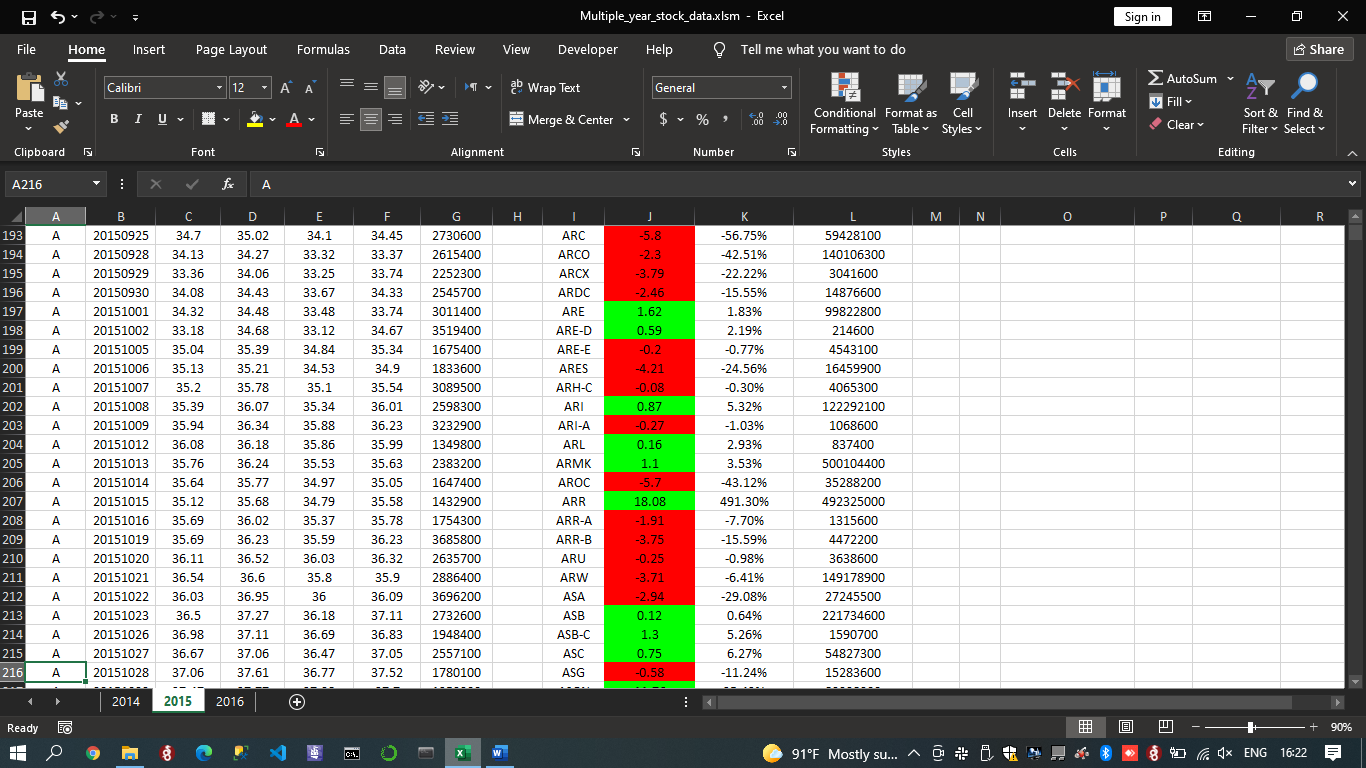 Multiple_year_stock_data.xlsm - Excel
Sign in
File Home Insert Page Layout Formulas Data Review View Developer Help Tell me what you want to do Share
Calibri 12 Wrap Text General AutoSum
Paste B I U Merge & Center $ % Conditional Formatting Format as Table Cell Styles Insert Delete Format Fill Clear Sort & Filter Find & Select
Clipboard Font Alignment Number Styles Cells Editing
A216 fx A
A B C D E F G H I J K L M N O P Q R
193 A 20150925 34.7 35.02 34.1 34.45 2730600 ARC -5.8 -56.75% 59428100
194 A 20150928 34.13 34.27 33.32 33.37 2615400 ARCO -2.3 -42.51% 140106300
195 A 20150929 33.36 34.06 33.25 33.74 2252300 ARCX -3.79 -22.22% 3041600
196 A 20150930 34.08 34.43 33.67 34.33 2545700 ARDC -2.46 -15.55% 14876600
197 A 20151001 34.32 34.48 33.48 33.74 3011400 ARE 1.62 1.83% 99822800
198 A 20151002 33.18 34.68 33.12 34.67 3519400 ARE-D 0.59 2.19% 214600
199 A 20151005 35.04 35.39 34.84 35.34 1675400 ARE-E -0.2 -0.77% 4543100
200 A 20151006 35.13 35.21 34.53 34.9 1833600 ARES -4.21 -24.56% 16459900
201 A 20151007 35.2 35.78 35.1 35.54 3089500 ARH-C -0.08 -0.30% 4065300
202 A 20151008 35.39 36.07 35.34 36.01 2598300 ARI 0.87 5.32% 122292100
203 A 20151009 35.94 36.34 35.88 36.23 3232900 ARI-A -0.27 -1.03% 1068600
204 A 20151012 36.08 36.18 35.86 35.99 1349800 ARL 0.16 2.93% 837400
205 A 20151013 35.76 36.24 35.53 35.63 2383200 ARMK 1.1 3.53% 500104400
206 A 20151014 35.64 35.77 34.97 35.05 1647400 AROC -5.7 -43.12% 35288200
207 A 20151015 35.12 35.68 34.79 35.58 1432900 ARR 18.08 491.30% 492325000
208 A 20151016 35.69 36.02 35.37 35.78 1754300 ARR-A -1.91 -7.70% 1315600
209 A 20151019 35.69 36.23 35.59 36.23 3685800 ARR-B -3.75 -15.59% 4472200
210 A 20151020 36.11 36.52 36.03 36.32 2635700 ARU -0.25 -0.98% 3638600
211 A 20151021 36.54 36.6 35.8 35.9 2886400 ARW -3.71 -6.41% 149178900
212 A 20151022 36.03 36.95 36 36.09 3696200 ASA -2.94 -29.08% 27245500
213 A 20151023 36.5 37.27 36.18 37.11 2732600 ASB 0.12 0.64% 221734600
214 A 20151026 36.98 37.11 36.69 36.83 1948400 ASB-C 1.3 5.26% 1590700
215 A 20151027 36.67 37.06 36.47 37.05 2557100 ASC 0.75 6.27% 54827300
216 A 20151028 37.06 37.61 36.77 37.52 1780100 ASG -0.58 -11.24% 15283600
2014 2015 2016
Ready 90%
91°F Mostly su... ENG 16:22